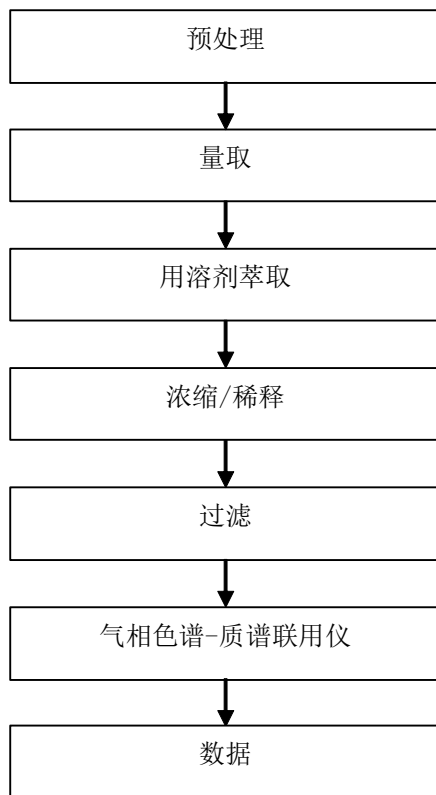 预处理
量取
用溶剂萃取
浓缩/稀释
过滤
气相色谱-质谱联用仪
数据